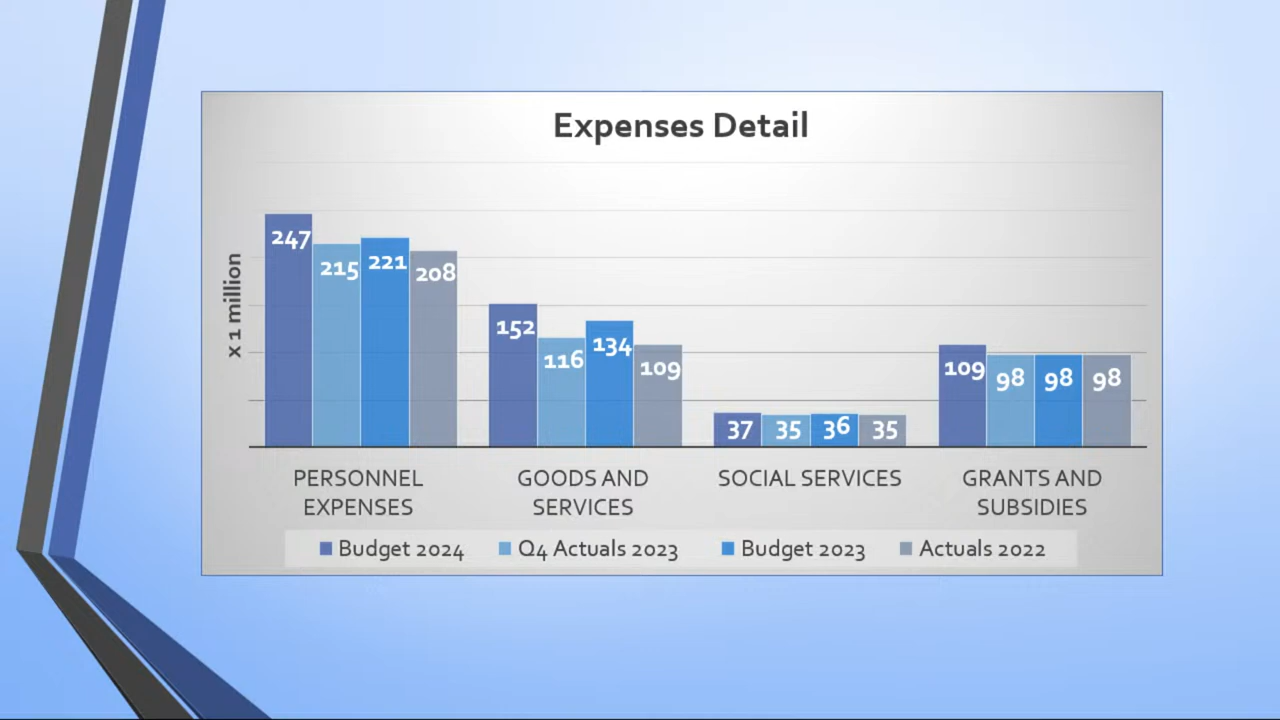 Expenses Detail
x 1 million
247 215 221 208
152 116 134 109
37 35 36 35
109 98 98 98
PERSONNEL
EXPENSES
GOODS AND
SERVICES
SOCIAL SERVICES
GRANTS AND
SUBSIDIES
Budget 2024 Q4 Actuals 2023 Budget 2023 Actuals 2022